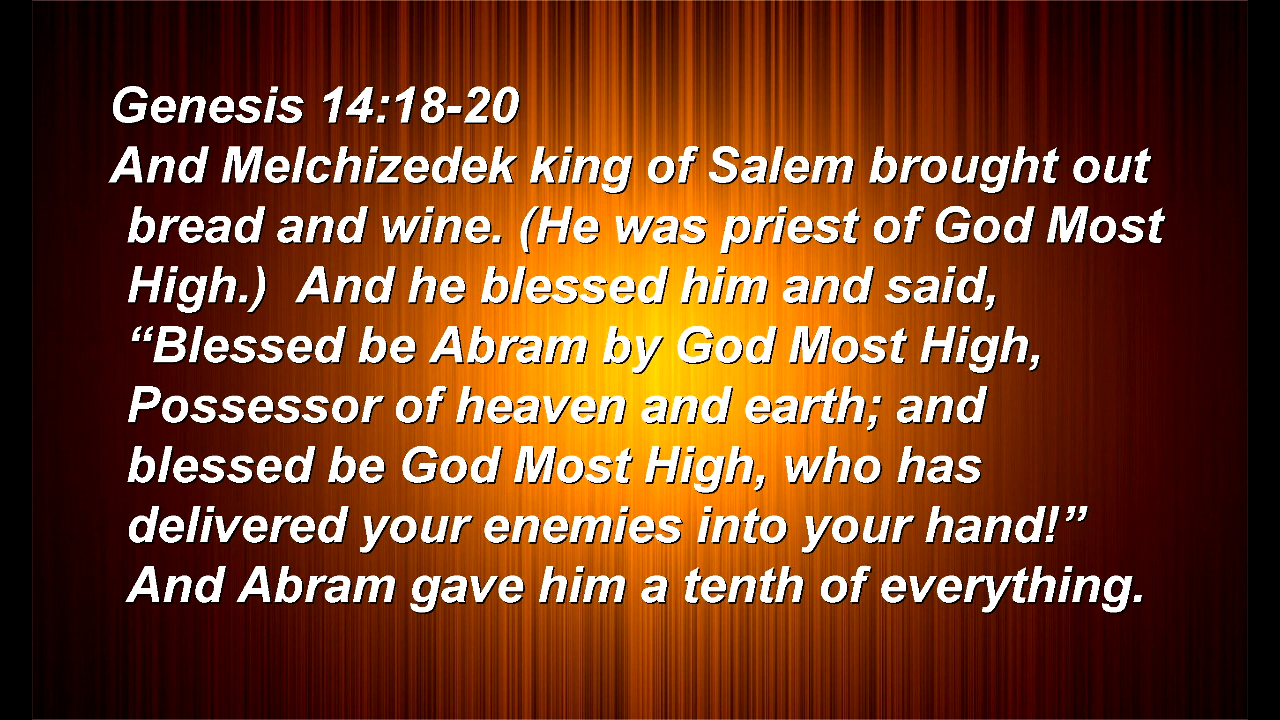 Genesis 14:18-20
And Melchizedek king of Salem brought out
bread and wine. (He was priest of God Most
High.)  And he blessed him and said,
“Blessed be Abram by God Most High,
Possessor of heaven and earth; and
blessed be God Most High, who has
delivered your enemies into your hand!”
And Abram gave him a tenth of everything.